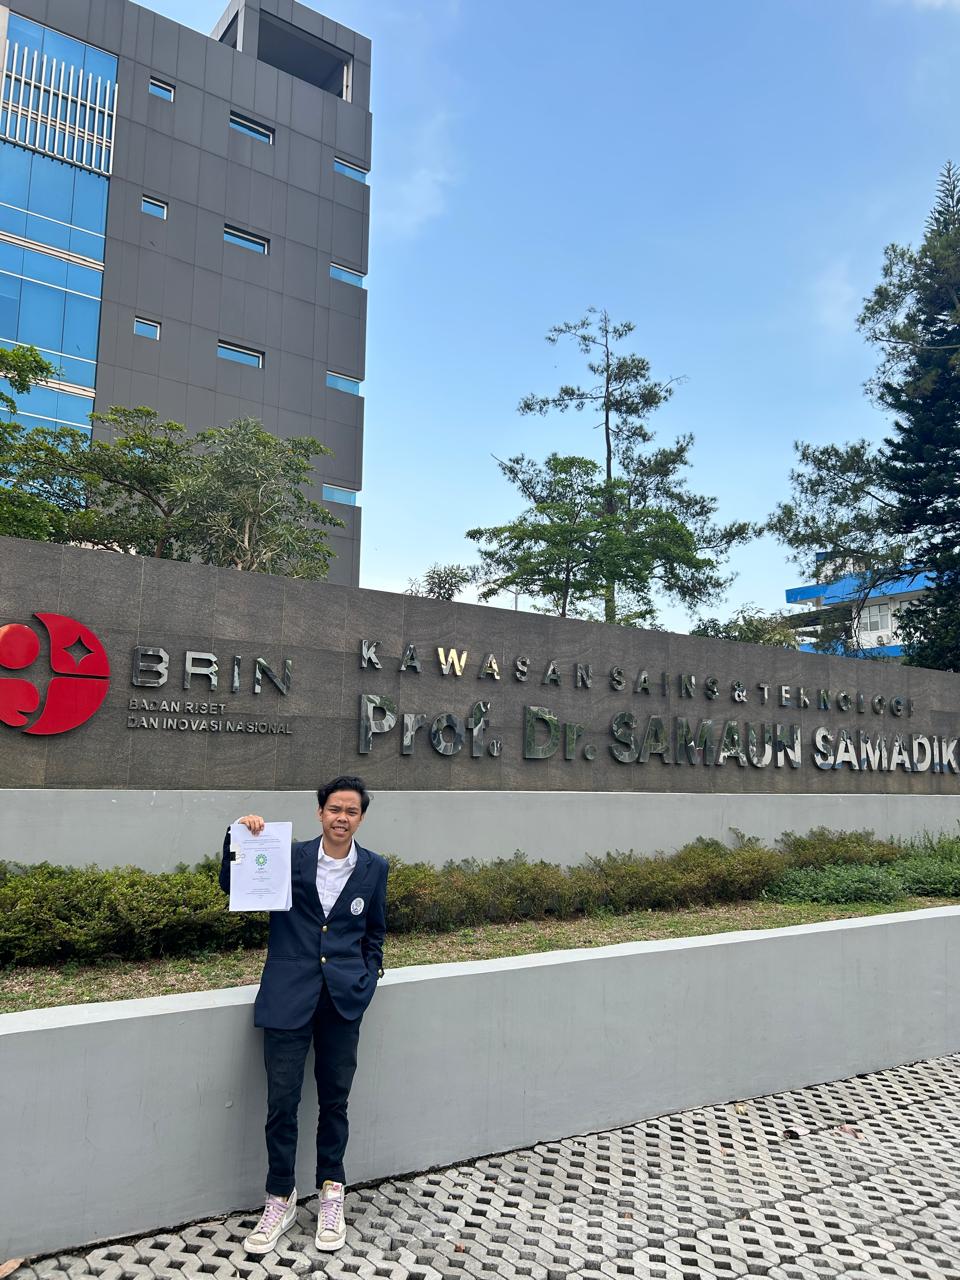 BRIN
BADAN RISET
DAN INOVASI NASIONAL
KAWASAN SAINS & TEKNOLOGI
Prof. Dr. SAMAUN SAMADIK